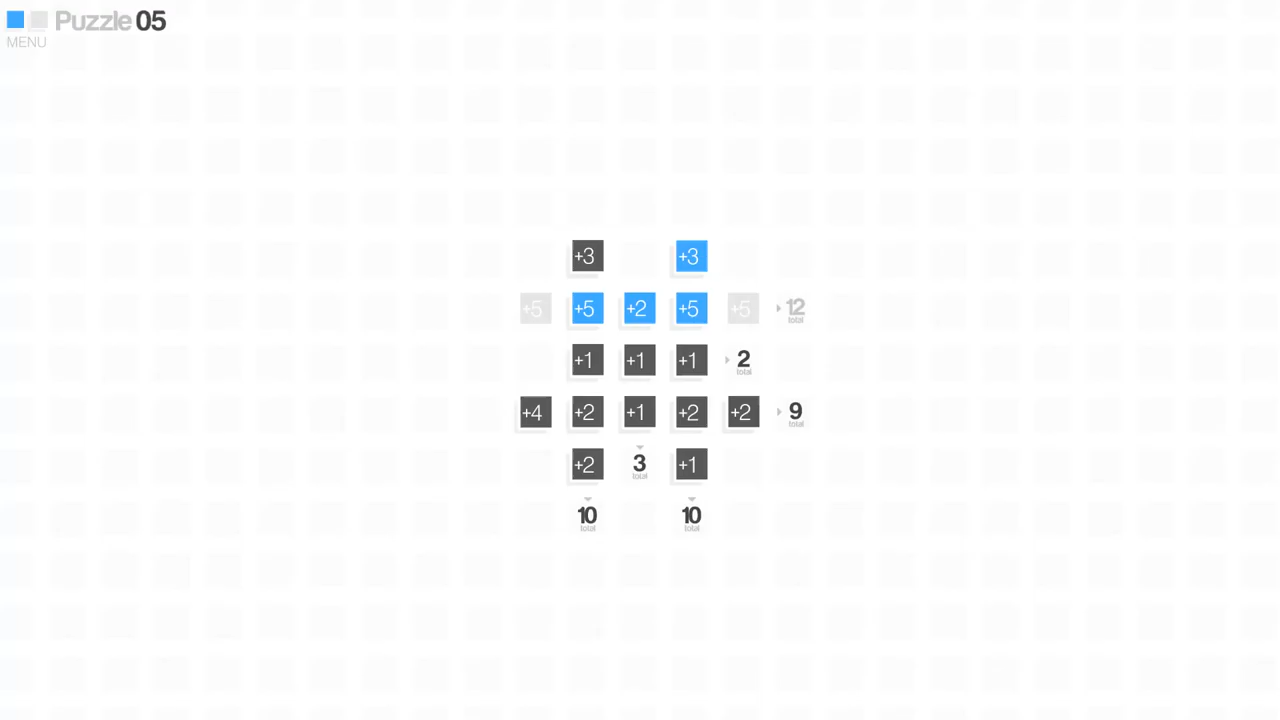 Puzzle 05
MENU
+3 +3
+5 +5 +2 +5 +5 12 total
+1 +1 +1 2 total
+4 +2 +1 +2 +2 9 total
+2 3 total +1
10 total 10 total